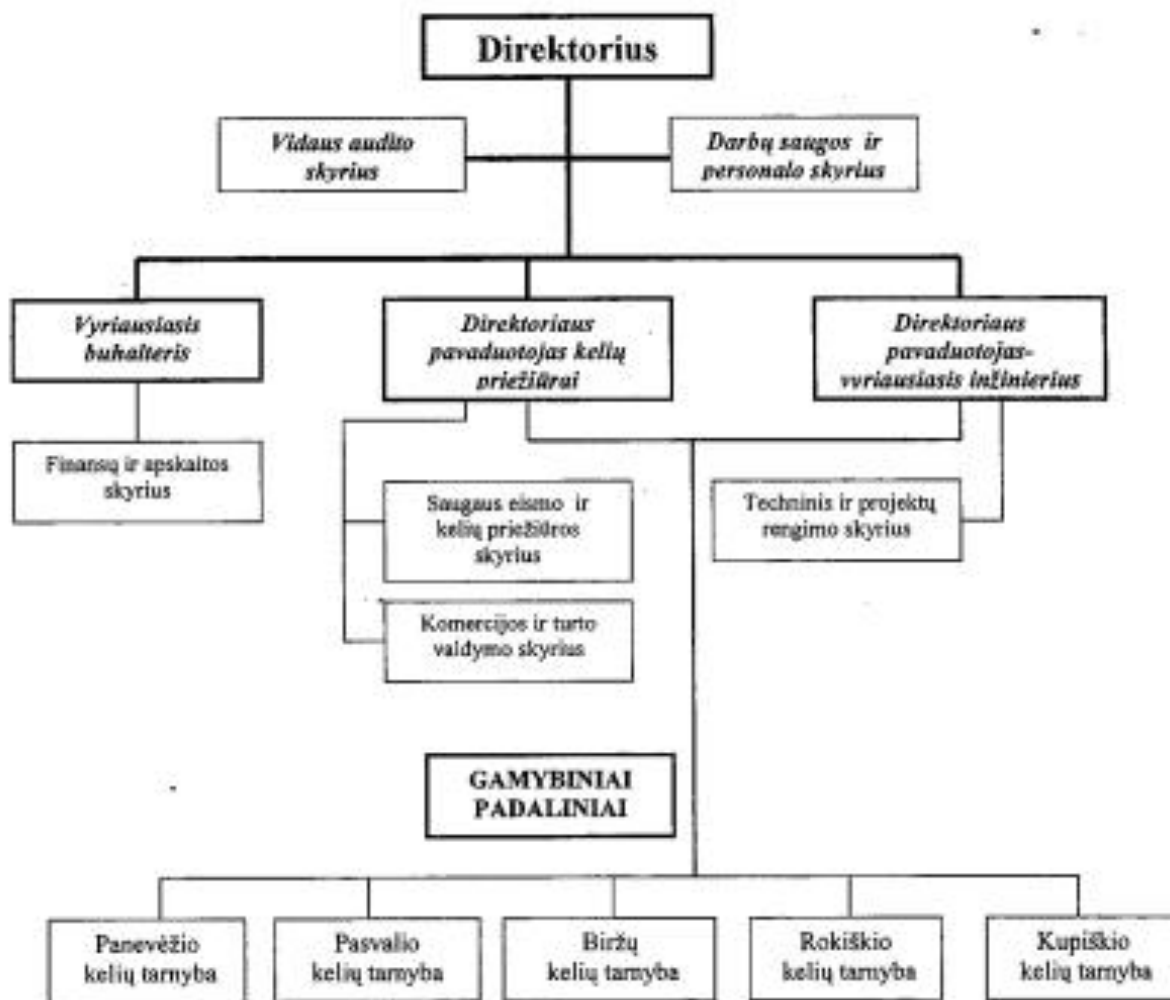 Direktorius
Vidaus audito
skyrius
Darbų saugos ir
personalo skyrius
Vyriausiasis
buhalteris
Direktoriaus
pavaduotojas kelių
priežiūrai
Direktoriaus
pavaduotojas-
vyriausiasis inžinierius
Finansų ir apskaitos
skyrius
Saugaus eismo ir
kelių priežiūros
skyrius
Techninis ir projektų
rengimo skyrius
Komercijos ir turto
valdymo skyrius
GAMYBINIAI
PADALINIAI
Panevėžio
kelių tarnyba
Pasvalio
kelių tarnyba
Biržų
kelių tarnyba
Rokiškio
kelių tarnyba
Kupiškio
kelių tarnyba